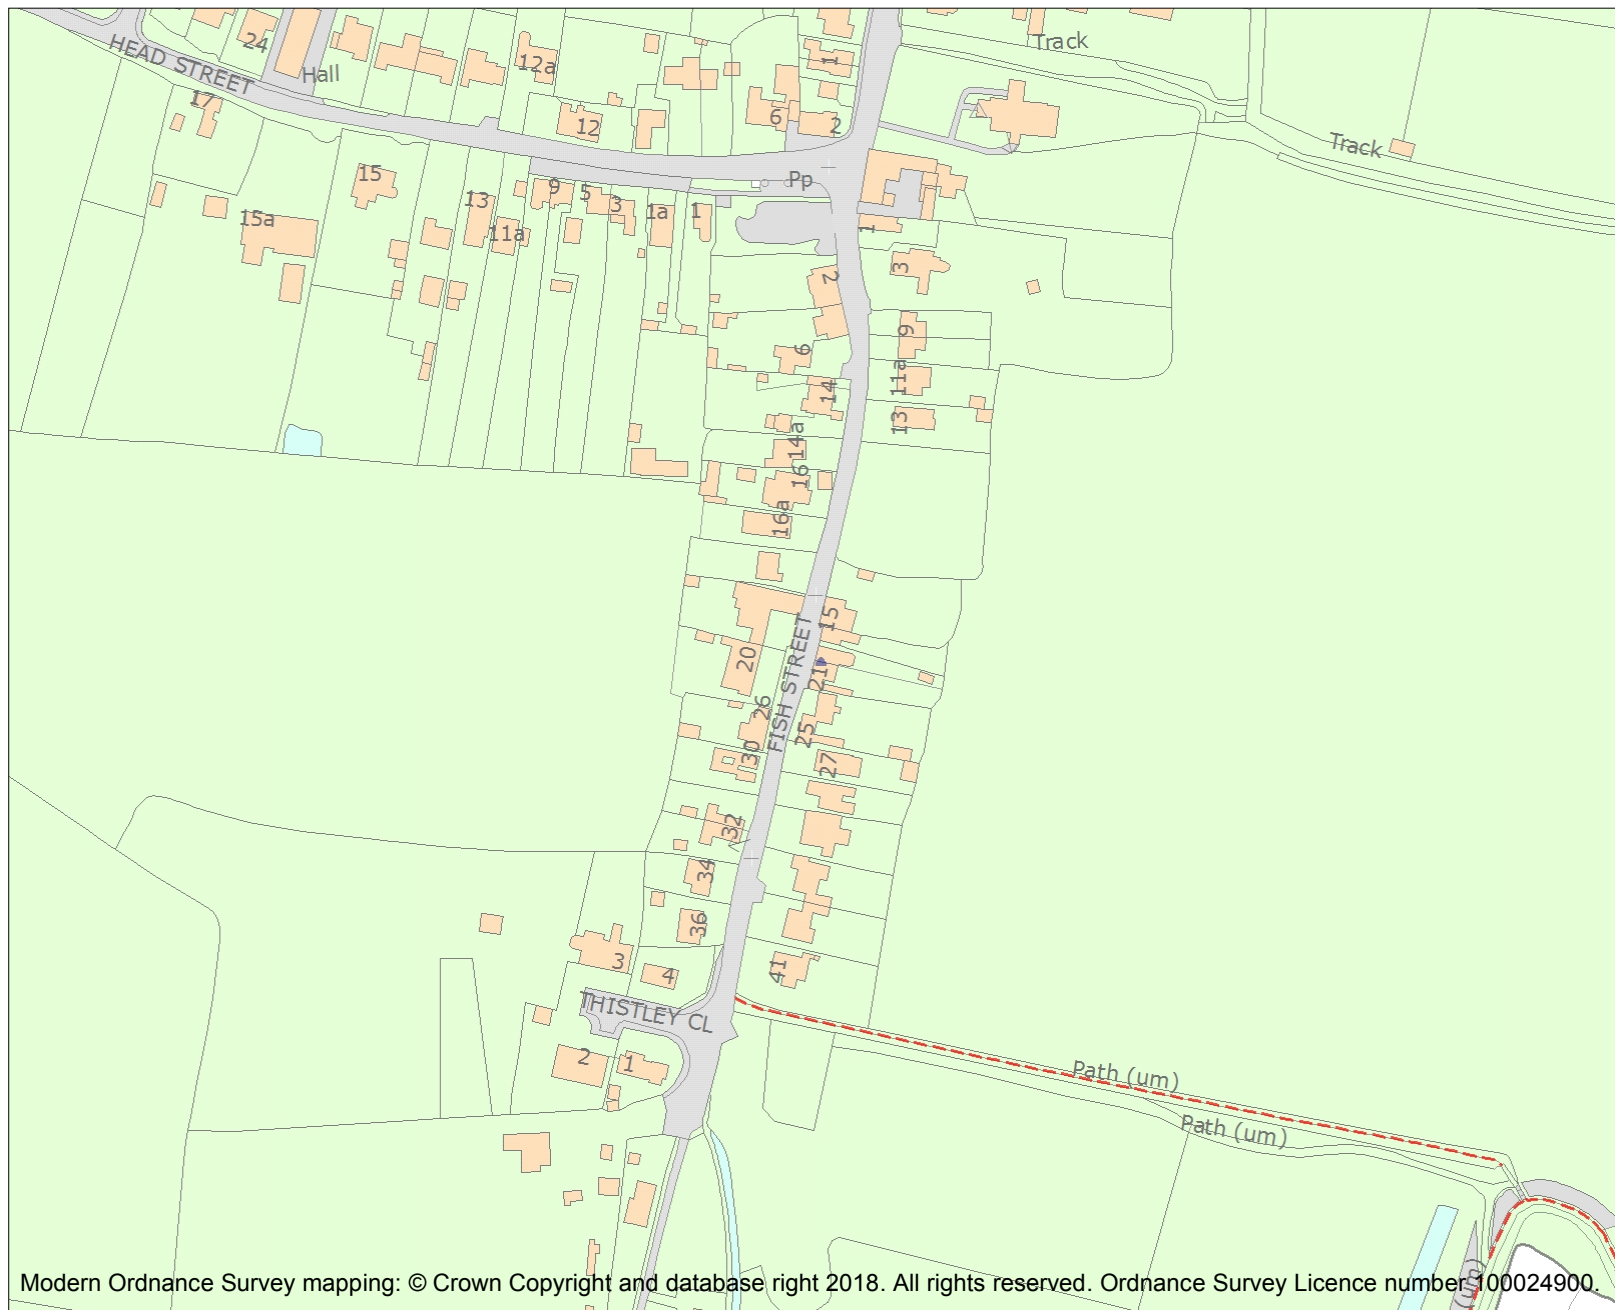 HEAD STREET
24
Hall
12a
1
Track
17
12
6
2
Track
15
9
5
3
Pp
13
1a
1
15a
11a
1
3
2
9
6
11a
14
13
14a
16
16a
15
20
21
FISH STREET
26
25
30
27
32
34
36
3
4
41
THISTLEY CL
2
1
Path (um)
Path (um)
um)
Modern Ordnance Survey mapping: © Crown Copyright and database right 2018. All rights reserved. Ordnance Survey Licence number 100024900.